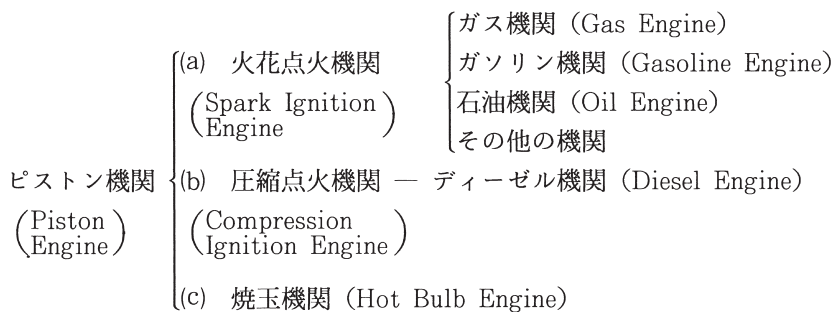 ガス機関 (Gas Engine)
(a) 火花点火機関
ガソリン機関 (Gasoline Engine)
(Spark Ignition
Engine)
石油機関 (Oil Engine)
その他の機関
ピストン機関
(Piston
Engine)
(b) 圧縮点火機関 — ディーゼル機関 (Diesel Engine)
(Compression
Ignition Engine)
(c) 焼玉機関 (Hot Bulb Engine)